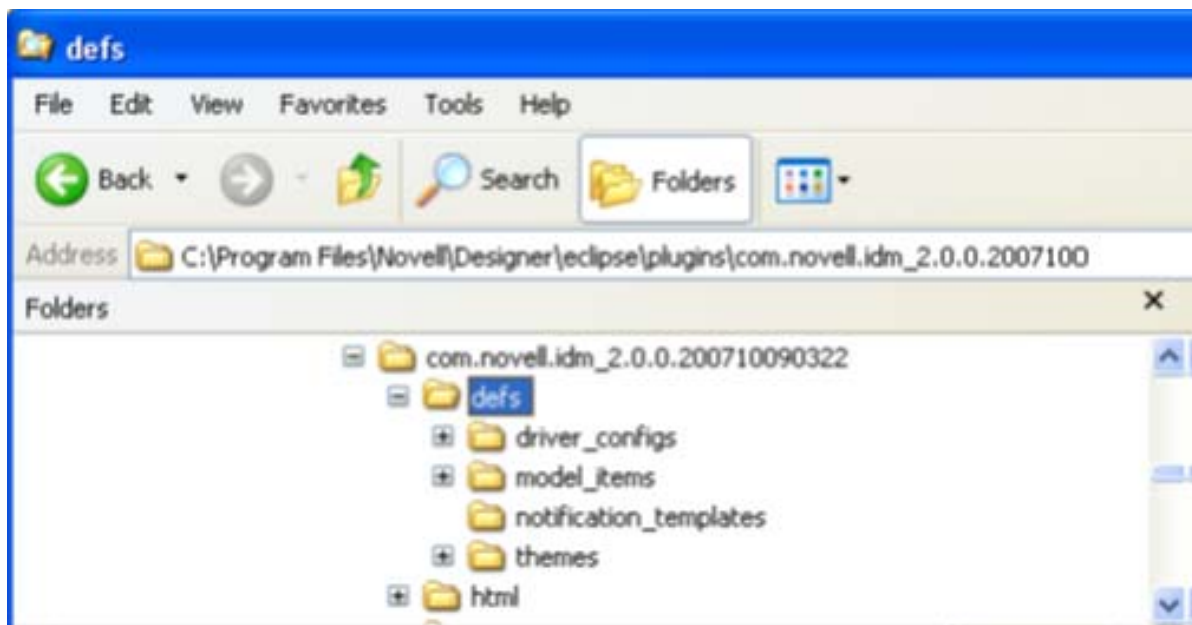 defs
File Edit View Favorites Tools Help
Back Search Folders
Address C:\Program Files\Novell\Designer\eclipse\plugins\com.novell.idm_2.0.0.2007100
Folders
com.novell.idm_2.0.0.200710090322
defs
driver_configs
model_items
notification_templates
themes
html